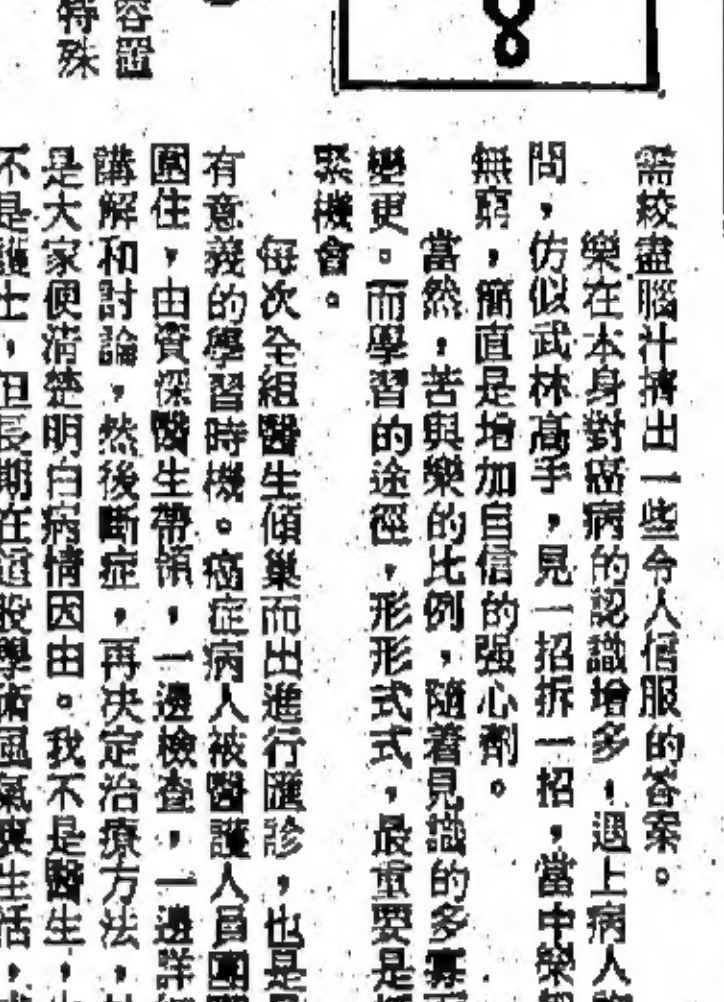 容置
特殊
需絞盡腦汁擠出一些令人信服的答案。
樂在本身對癌病的認識增多，遇上病人
問，仿似武林高手，見一招拆一招，當中樂
無窮，簡直是增加自信的强心劑。
當然，苦與樂的比例，隨着見識的多寡而
變更。而學習的途徑，形形式式，最重要是
機會。
每次全組醫生傾巢而出進行匯診，也是
有意義的學習時機。癌症病人被醫護人員團
圍住，由資深醫生帶領，一邊檢查，一邊詳
講解和討論，然後斷症，再決定治療方法，
是大家便清楚明白病情因由。我不是醫生，
不是護士，但長期在這股學術風氣裏生活，